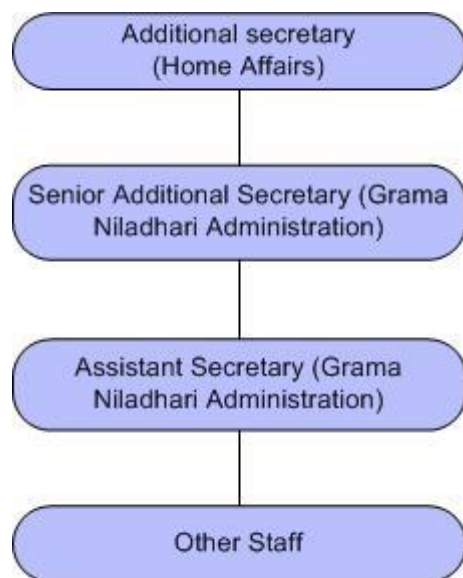 Additional secretary
(Home Affairs)
Senior Additional Secretary (Grama
Niladhari Administration)
Assistant Secretary (Grama
Niladhari Administration)
Other Staff